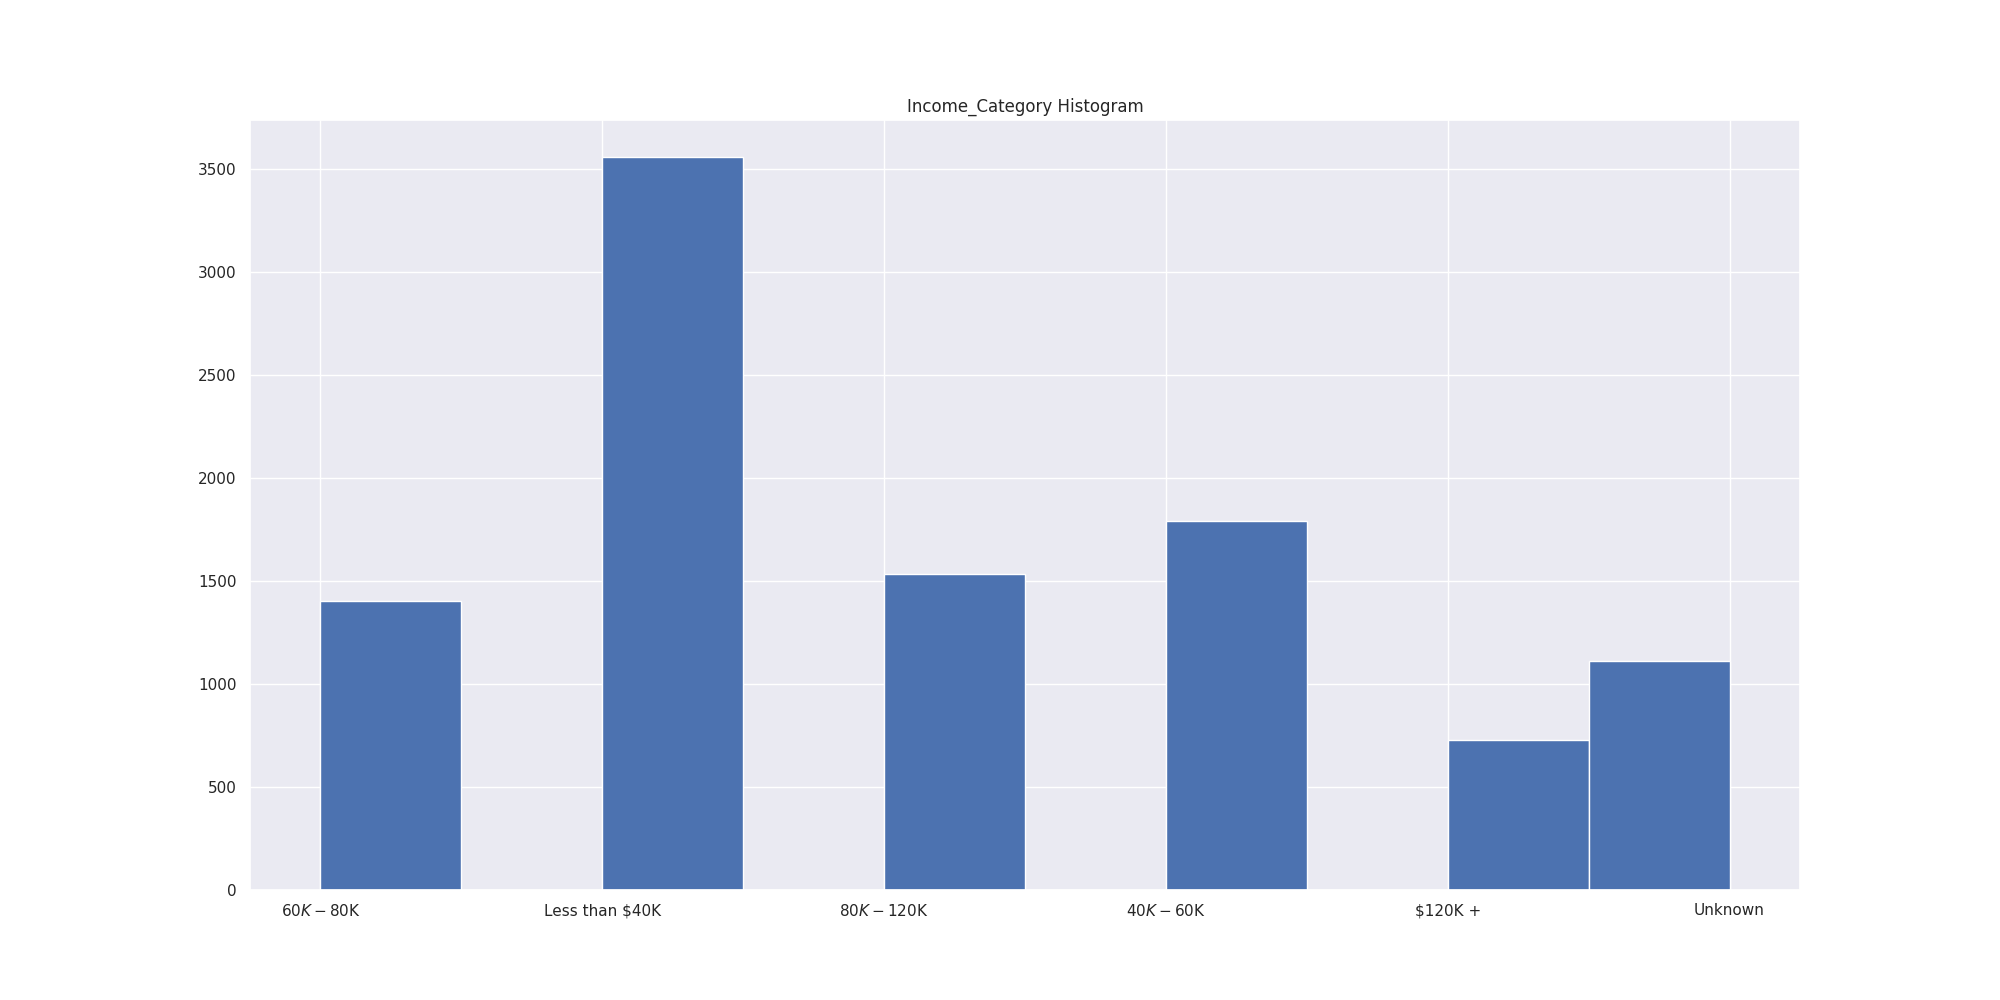 Income_Category Histogram
3500
3000
2500
2000
1500
1000
500
0
60K − 80K
Less than $40K
80K − 120K
40K − 60K
$120K +
Unknown